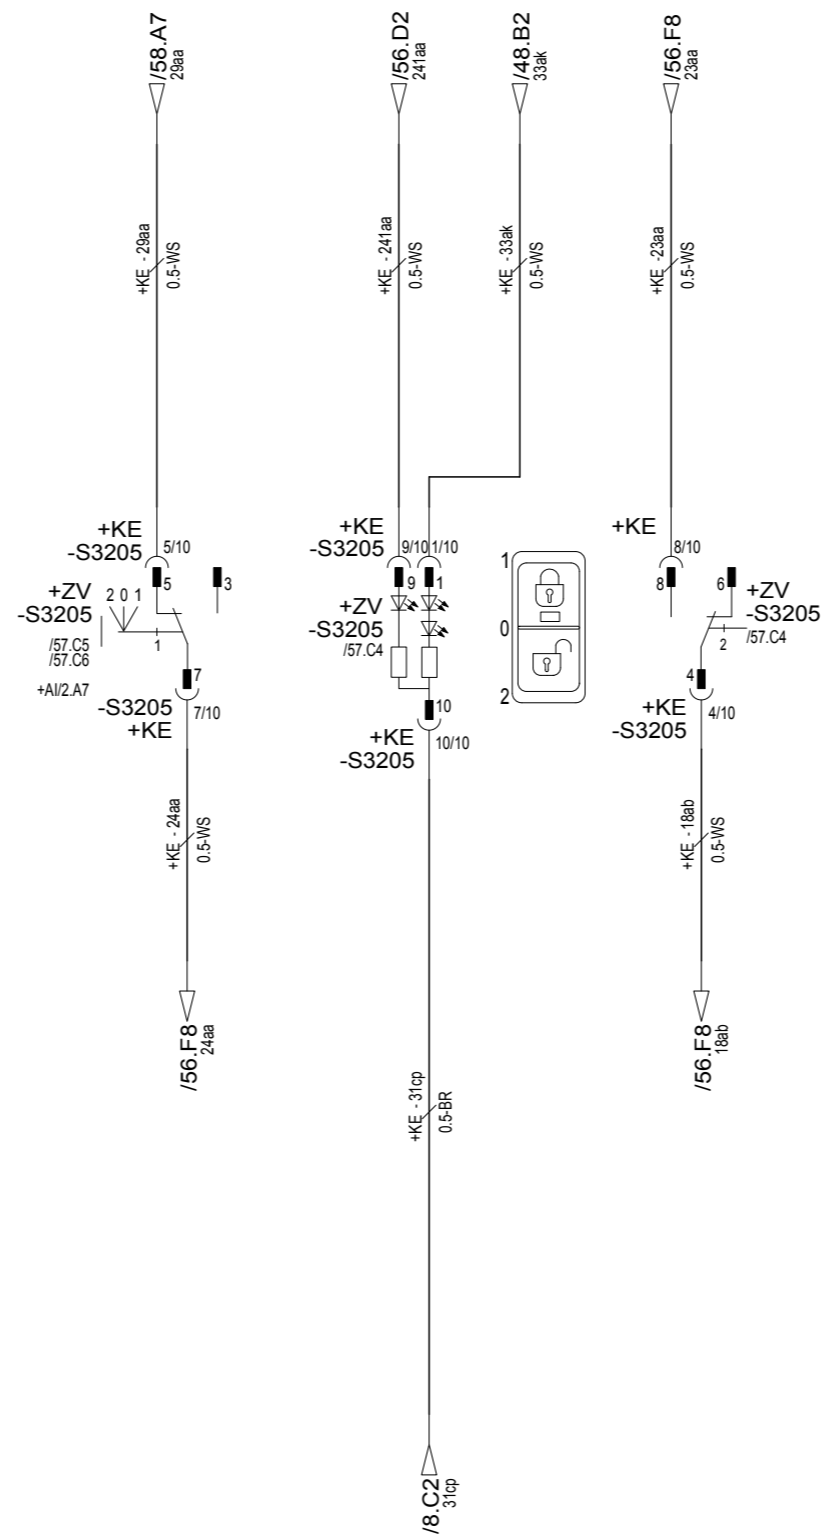 /58.A7
29aa
/56.D2
241aa
/48.B2
33ak
/56.F8
23aa
+KE - 29aa
0.5-WS
+KE - 241aa
0.5-WS
+KE -33ak
0.5-WS
+KE -23aa
0.5-WS
+KE
-S3205
5/10
5
3
+ZV
-S3205
2 0 1
1
/57.C5
/57.C6
+AI/2.A7
7
-S3205
+KE
7/10
+KE
-S3205
9/10
1/10
9
1
+ZV
-S3205
/57.C4
10
+KE
-S3205
10/10
1
0
2
+KE
8/10
8
6
+ZV
-S3205
/57.C4
2
4
+KE
-S3205
4/10
+KE - 24aa
0.5-WS
+KE -18ab
0.5-WS
/56.F8
24aa
/56.F8
18ab
+KE - 31cp
0.5-BR
/8.C2
31cp